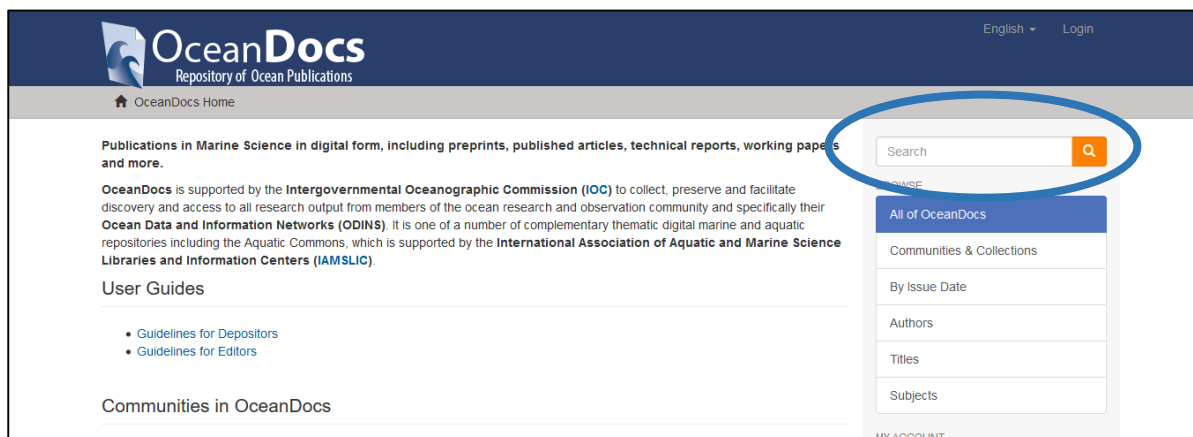 OceanDocs
Repository of Ocean Publications
English
Login
OceanDocs Home
Publications in Marine Science in digital form, including preprints, published articles, technical reports, working papers
and more.
OceanDocs is supported by the Intergovernmental Oceanographic Commission (IOC) to collect, preserve and facilitate
discovery and access to all research output from members of the ocean research and observation community and specifically their
Ocean Data and Information Networks (ODINS). It is one of a number of complementary thematic digital marine and aquatic
repositories including the Aquatic Commons, which is supported by the International Association of Aquatic and Marine Science
Libraries and Information Centers (IAMSLIC).
User Guides
Guidelines for Depositors
Guidelines for Editors
Communities in OceanDocs
Search
BROWSE
All of OceanDocs
Communities & Collections
By Issue Date
Authors
Titles
Subjects
MY ACCOUNT